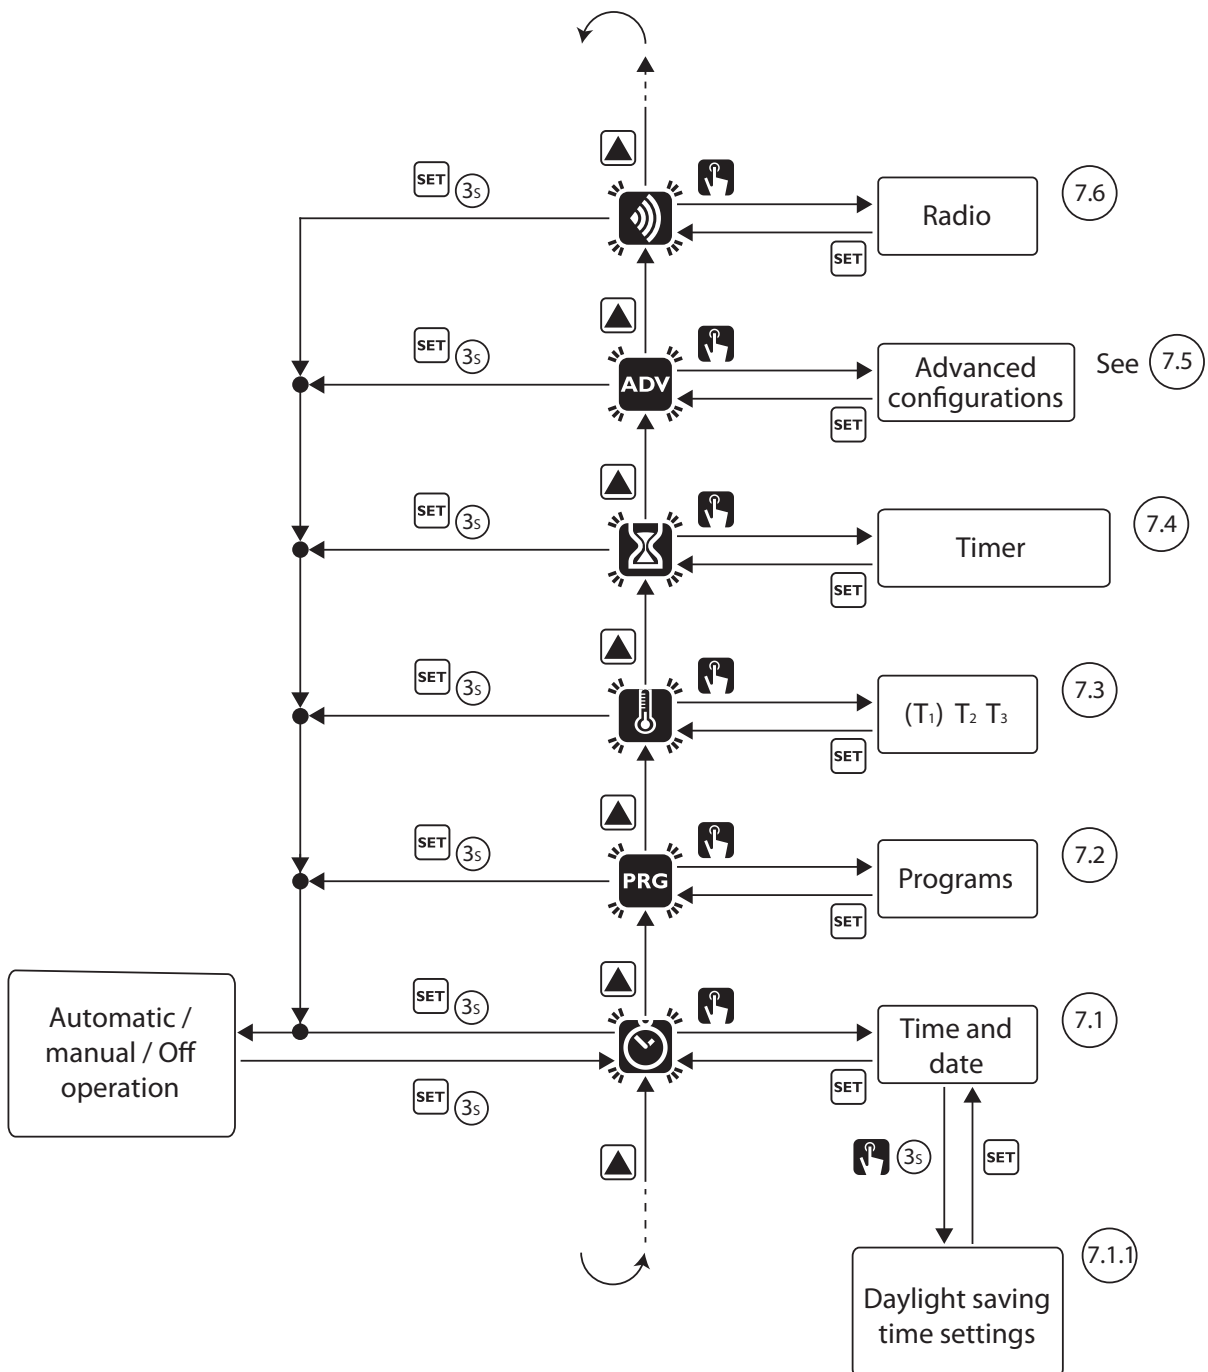 SET 3s
Radio
7.6
SET
SET 3s
ADV
Advanced
configurations
See 7.5
SET
SET 3s
Timer
7.4
SET
SET 3s
(T1) T2 T3
7.3
SET
SET 3s
PRG
Programs
7.2
SET
Automatic /
manual / Off
operation
SET 3s
SET 3s
Time and
date
7.1
SET
3s
SET
7.1.1
Daylight saving
time settings